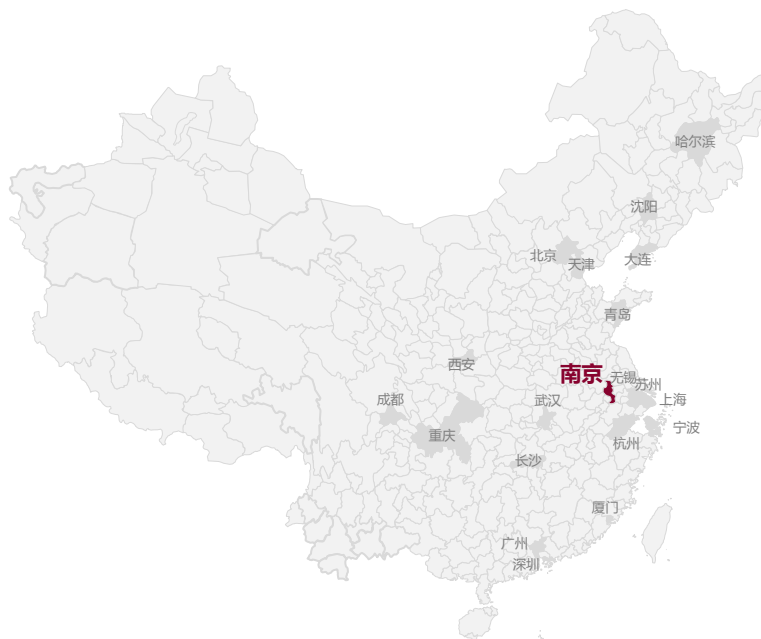 哈尔滨
沈阳
北京
大连
天津
青岛
西安
南京
无锡
苏州
成都
武汉
上海
宁波
重庆
杭州
长沙
厦门
广州
深圳